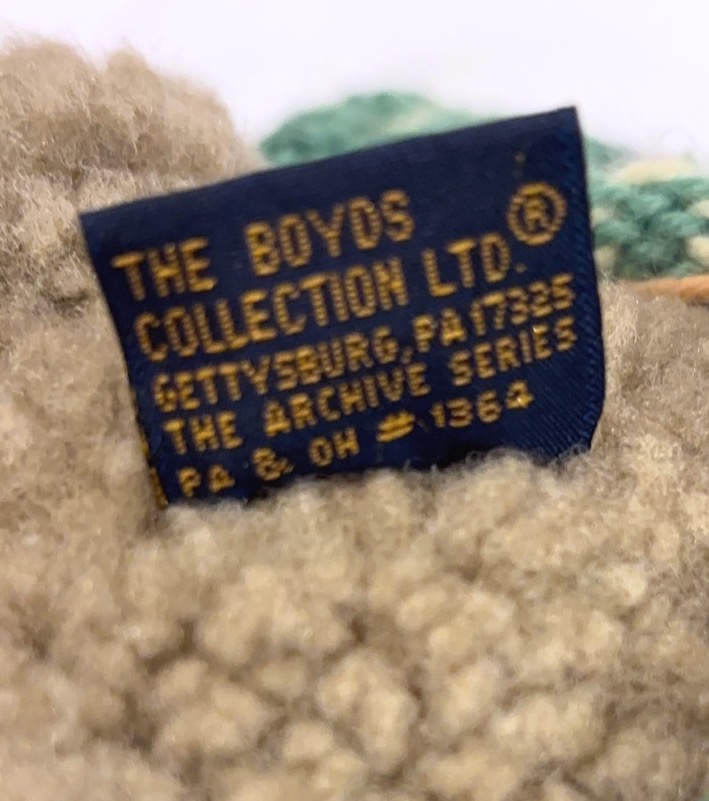 THE BOYDS
COLLECTION LTD.®
GETTYSBURG, PA 17325
THE ARCHIVE SERIES
PA & OH # 1364